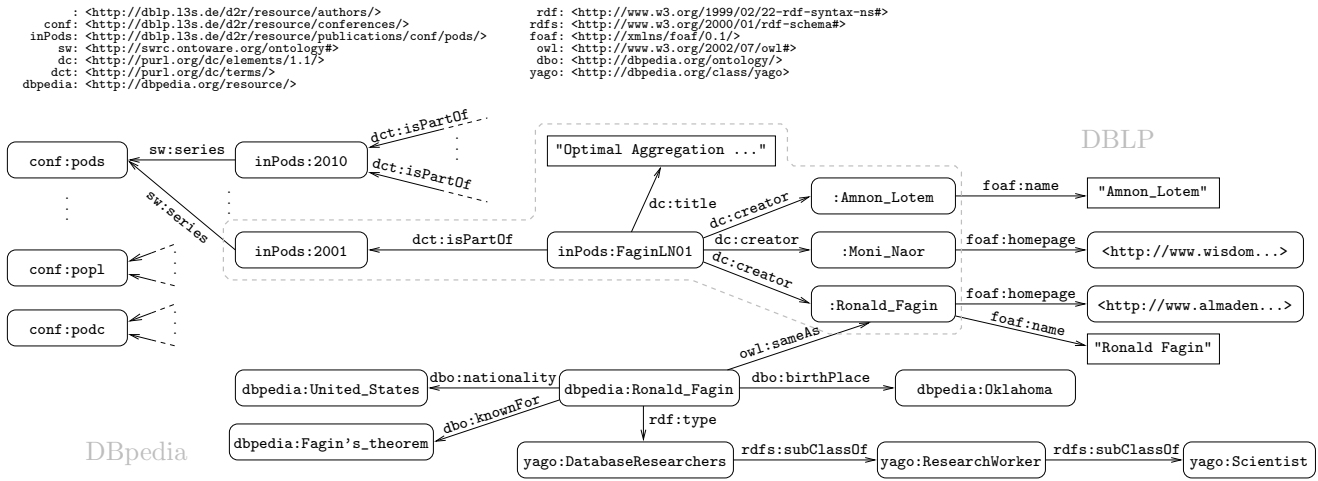 : <http://dblp.l3s.de/d2r/resource/authors/>
conf: <http://dblp.l3s.de/d2r/resource/conferences/>
inPods: <http://dblp.l3s.de/d2r/resource/publications/conf/pods/>
sw: <http://swrc.ontoware.org/ontology#>
dc: <http://purl.org/dc/elements/1.1/>
dct: <http://purl.org/dc/terms/>
dbpedia: <http://dbpedia.org/resource/>
rdf: <http://www.w3.org/1999/02/22-rdf-syntax-ns#>
rdfs: <http://www.w3.org/2000/01/rdf-schema#>
foaf: <http://xmlns/foaf/0.1/>
owl: <http://www.w3.org/2002/07/owl#>
dbo: <http://dbpedia.org/ontology/>
yago: <http://dbpedia.org/class/yago>
dct:isPartOf
DBLP
conf:pods
sw:series
inPods:2010
"Optimal Aggregation ..."
dct:isPartOf
sw:series
dc:title
dc:creator
:Amnon_Lotem
foaf:name
"Amnon_Lotem"
inPods:2001
dct:isPartOf
inPods:FaginLN01
dc:creator
:Moni_Naor
foaf:homepage
<http://www.wisdom...>
conf:popl
dc:creator
:Ronald_Fagin
foaf:homepage
<http://www.almaden...>
conf:podc
foaf:name
"Ronald Fagin"
owl:sameAs
dbpedia:United_States
dbo:nationality
dbpedia:Ronald_Fagin
dbo:birthPlace
dbpedia:Oklahoma
dbo:knownFor
rdf:type
dbpedia:Fagin's_theorem
DBpedia
yago:DatabaseResearchers
rdfs:subClassOf
yago:ResearchWorker
rdfs:subClassOf
yago:Scientist